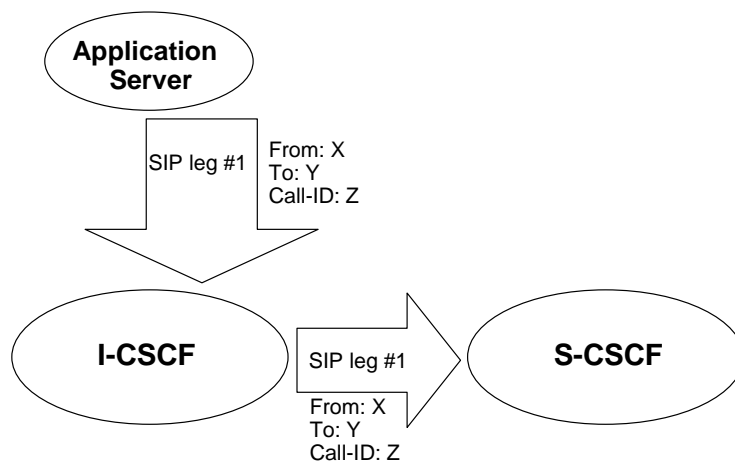 Application
Server
SIP leg #1
From: X
To: Y
Call-ID: Z
I-CSCF
SIP leg #1
S-CSCF
From: X
To: Y
Call-ID: Z